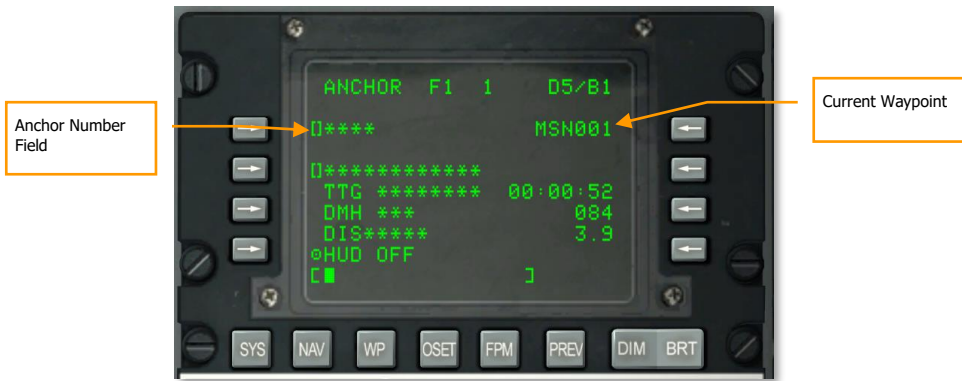 ANCHOR F1 1 D5/B1
Anchor Number
Field
Current Waypoint
[]**** MSN001
[]*************
TTG ******** 00:00:52
DMH *** 084
DIS***** 3.9
⊙HUD OFF
[█ ]
SYS NAV WP OSET FPM PREV DIM BRT